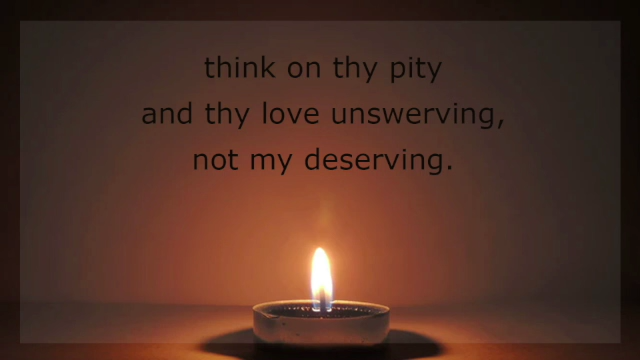 think on thy pity
and thy love unswerving,
not my deserving.